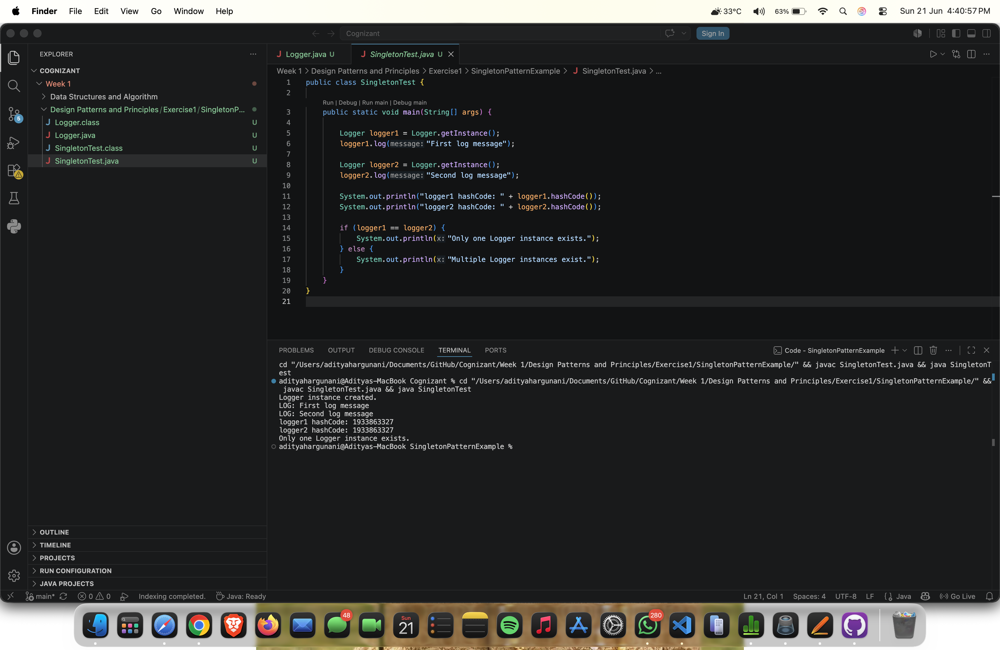 Finder File Edit View Go Window Help 33°C 63% Sun 21 Jun 4:40:57 PM
Cognizant Sign In
EXPLORER
COGNIZANT
Week 1
Data Structures and Algorithm
Design Patterns and Principles/Exercise1/SingletonP...
Logger.class U
Logger.java U
SingletonTest.class U
SingletonTest.java U
5
OUTLINE
TIMELINE
PROJECTS
RUN CONFIGURATION
JAVA PROJECTS
Logger.java U SingletonTest.java U
Week 1 > Design Patterns and Principles > Exercise1 > SingletonPatternExample > SingletonTest.java > ...
1 public class SingletonTest {
2
Run | Debug | Run main | Debug main
3 public static void main(String[] args) {
4
5 Logger logger1 = Logger.getInstance();
6 logger1.log(message: "First log message");
7
8 Logger logger2 = Logger.getInstance();
9 logger2.log(message: "Second log message");
10
11 System.out.println("logger1 hashCode: " + logger1.hashCode());
12 System.out.println("logger2 hashCode: " + logger2.hashCode());
13
14 if (logger1 == logger2) {
15 System.out.println(x: "Only one Logger instance exists.");
16 } else {
17 System.out.println(x: "Multiple Logger instances exist.");
18 }
19 }
20 }
21
PROBLEMS OUTPUT DEBUG CONSOLE TERMINAL PORTS Code - SingletonPatternExample
cd "/Users/adityahargunani/Documents/GitHub/Cognizant/Week 1/Design Patterns and Principles/Exercise1/SingletonPatternExample/" && javac SingletonTest.java && java SingletonT
est
adityahargunani@Adityas-MacBook Cognizant % cd "/Users/adityahargunani/Documents/GitHub/Cognizant/Week 1/Design Patterns and Principles/Exercise1/SingletonPatternExample/" &&
javac SingletonTest.java && java SingletonTest
Logger instance created.
LOG: First log message
LOG: Second log message
logger1 hashCode: 1933863327
logger2 hashCode: 1933863327
Only one Logger instance exists.
adityahargunani@Adityas-MacBook SingletonPatternExample %
main* 0 0 Indexing completed. Java: Ready Ln 21, Col 1 Spaces: 4 UTF-8 LF Java Go Live
48 Sun 21 280